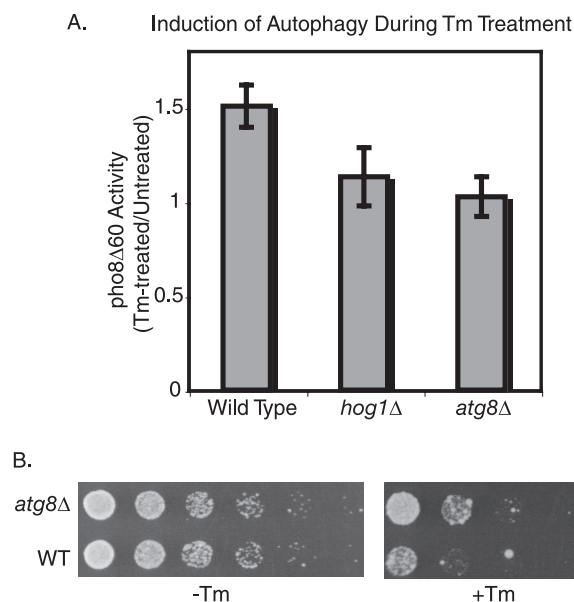 A. Induction of Autophagy During Tm Treatment
pho8Δ60 Activity
(Tm-treated/Untreated)
1.5
1
0.5
0
Wild Type hog1Δ atg8Δ
B.
atg8Δ
WT
-Tm +Tm